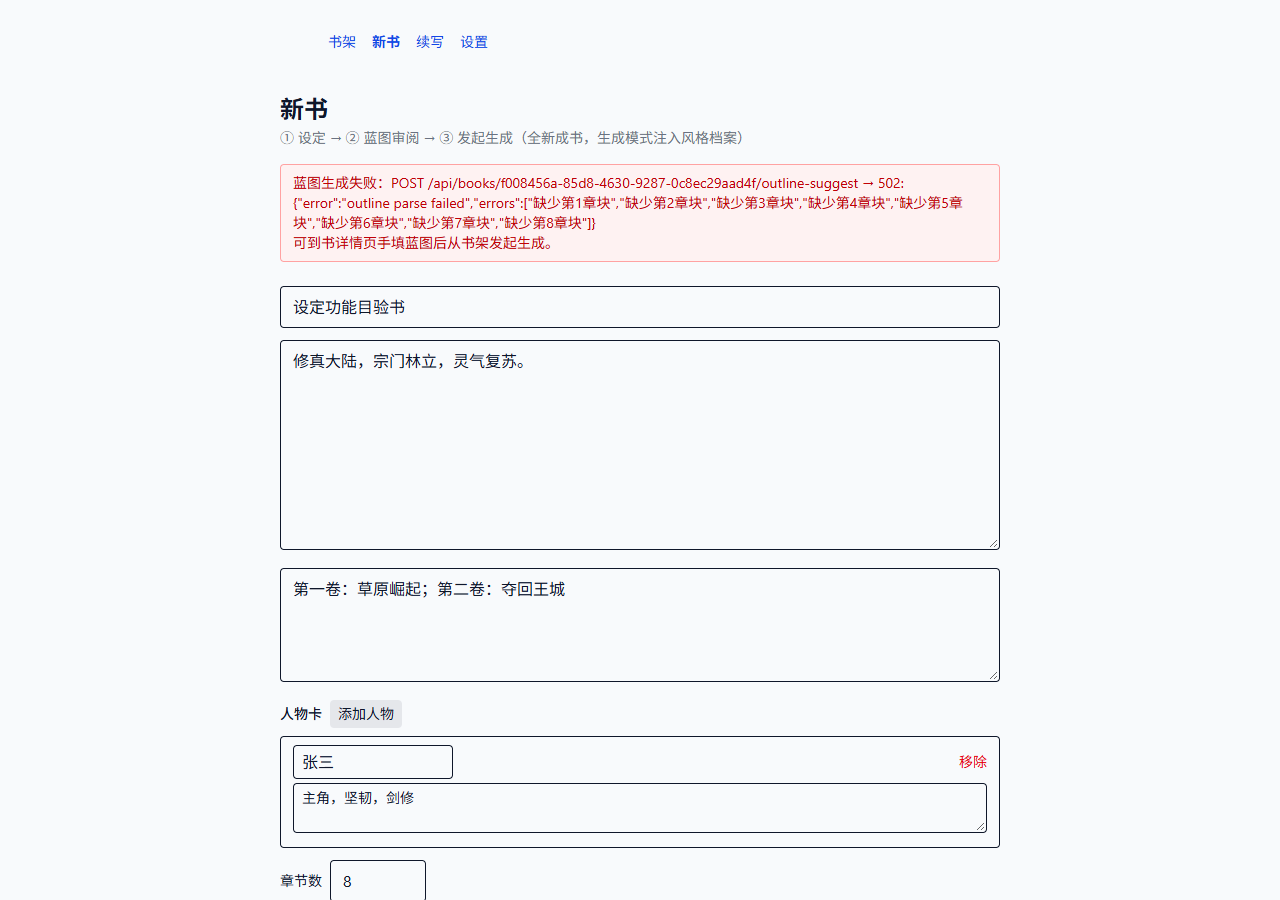 书架 新书 续写 设置
新书
① 设定 → ② 蓝图审阅 → ③ 发起生成（全新成书，生成模式注入风格档案）
蓝图生成失败：POST /api/books/f008456a-85d8-4630-9287-0c8ec29aad4f/outline-suggest → 502:
{"error":"outline parse failed","errors":["缺少第1章块","缺少第2章块","缺少第3章块","缺少第4章块","缺少第5章
块","缺少第6章块","缺少第7章块","缺少第8章块"]}
可到书详情页手填蓝图后从书架发起生成。
设定功能目验书
修真大陆，宗门林立，灵气复苏。
第一卷：草原崛起；第二卷：夺回王城
人物卡 添加人物
张三 移除
主角，坚韧，剑修
章节数 8